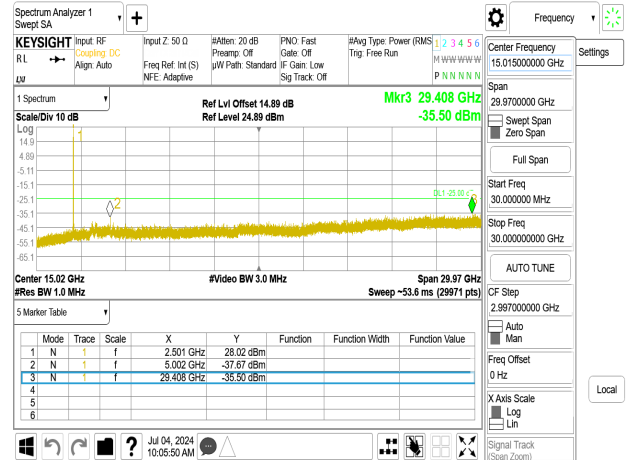 Spectrum Analyzer 1
Swept SA
Frequency
KEYSIGHT
Input: RF
Input Z: 50 Ω
#Atten: 20 dB
PNO: Fast
#Avg Type: Power (RMS
1 2 3 4 5 6
RL
Coupling: DC
Preamp: Off
Gate: Off
Trig: Free Run
M W W W W W
Align: Auto
Freq Ref: Int (S)
µW Path: Standard
IF Gain: Low
NFE: Adaptive
Sig Track: Off
P N N N N N
1 Spectrum
Ref Lvl Offset 14.89 dB
Mkr3 29.408 GHz
Scale/Div 10 dB
Ref Level 24.89 dBm
-35.50 dBm
Log
14.9
4.89
-5.11
-15.1
-25.1
-35.1
-45.1
-55.1
-65.1
1
2
3
Center 15.02 GHz
#Video BW 3.0 MHz
Span 29.97 GHz
#Res BW 1.0 MHz
Sweep ~53.6 ms (29971 pts)
5 Marker Table
Mode Trace Scale X Y Function Function Width Function Value
1 N 1 f 2.501 GHz 28.02 dBm
2 N 1 f 5.002 GHz -37.67 dBm
3 N 1 f 29.408 GHz -35.50 dBm
4
5
6
Jul 04, 2024
10:05:50 AM
?
Center Frequency
15.015000000 GHz
Settings
Span
29.9700000 GHz
Swept Span
Zero Span
Full Span
Start Freq
30.000000 MHz
Stop Freq
30.000000000 GHz
AUTO TUNE
CF Step
2.997000000 GHz
Auto
Man
Freq Offset
0 Hz
X Axis Scale
Log
Lin
Local
Signal Track
(Span Zoom)